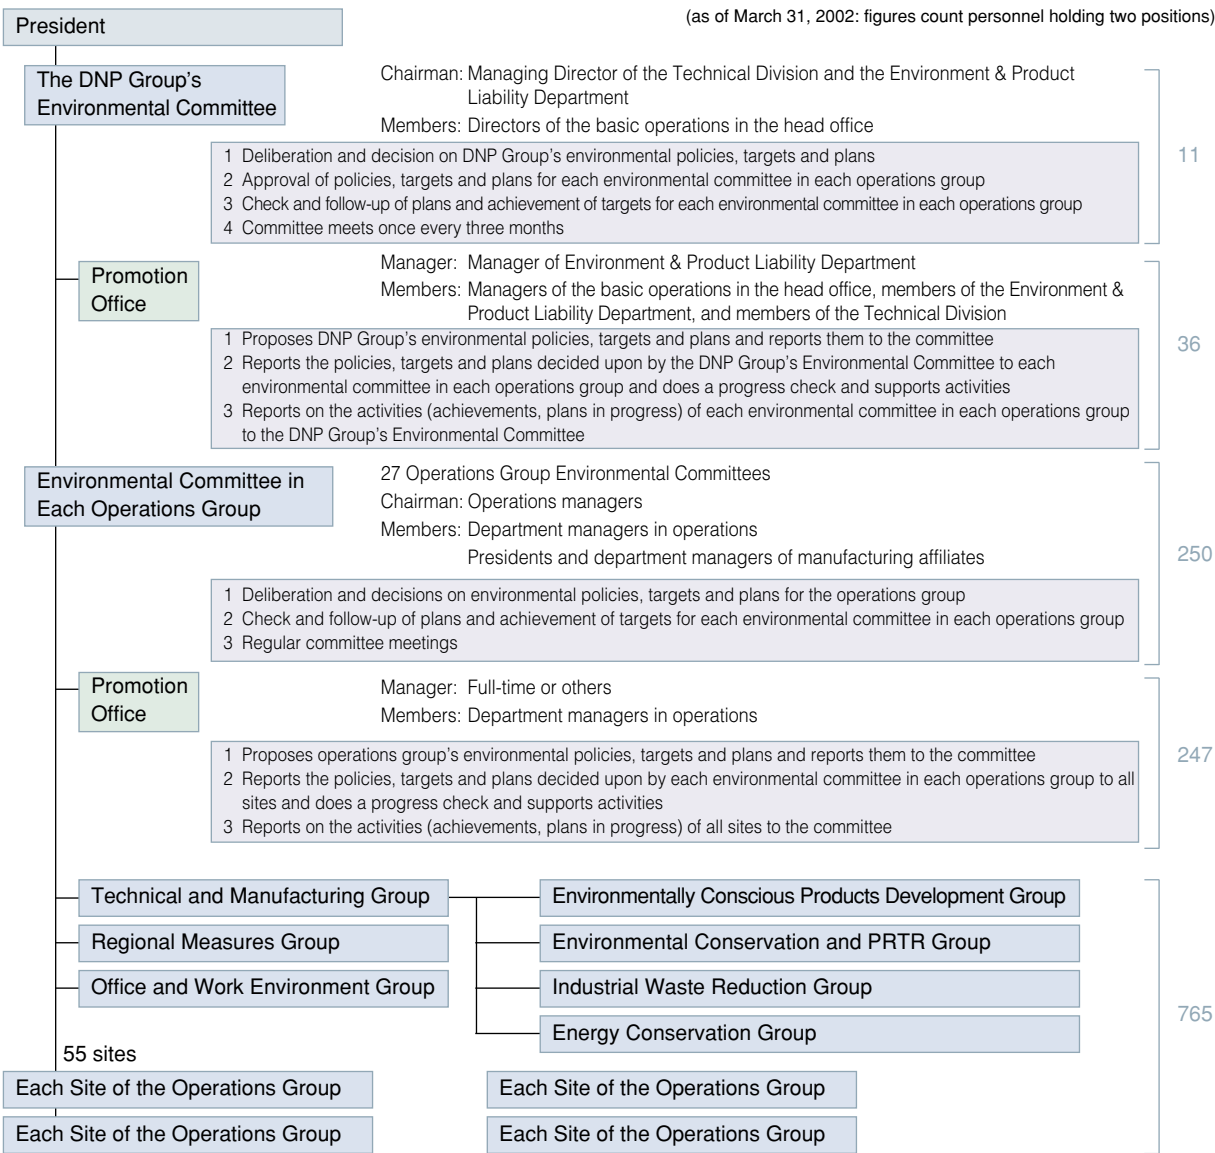 (as of March 31, 2002: figures count personnel holding two positions)
President
The DNP Group's
Environmental Committee
Chairman: Managing Director of the Technical Division and the Environment & Product
Liability Department
Members: Directors of the basic operations in the head office
1 Deliberation and decision on DNP Group's environmental policies, targets and plans
2 Approval of policies, targets and plans for each environmental committee in each operations group
3 Check and follow-up of plans and achievement of targets for each environmental committee in each operations group
4 Committee meets once every three months
11
Promotion
Office
Manager: Manager of Environment & Product Liability Department
Members: Managers of the basic operations in the head office, members of the Environment &
Product Liability Department, and members of the Technical Division
1 Proposes DNP Group's environmental policies, targets and plans and reports them to the committee
2 Reports the policies, targets and plans decided upon by the DNP Group's Environmental Committee to each
environmental committee in each operations group and does a progress check and supports activities
3 Reports on the activities (achievements, plans in progress) of each environmental committee in each operations group
to the DNP Group's Environmental Committee
36
Environmental Committee in
Each Operations Group
27 Operations Group Environmental Committees
Chairman: Operations managers
Members: Department managers in operations
Presidents and department managers of manufacturing affiliates
1 Deliberation and decisions on environmental policies, targets and plans for the operations group
2 Check and follow-up of plans and achievement of targets for each environmental committee in each operations group
3 Regular committee meetings
250
Promotion
Office
Manager: Full-time or others
Members: Department managers in operations
1 Proposes operations group's environmental policies, targets and plans and reports them to the committee
2 Reports the policies, targets and plans decided upon by each environmental committee in each operations group to all
sites and does a progress check and supports activities
3 Reports on the activities (achievements, plans in progress) of all sites to the committee
247
Technical and Manufacturing Group
Regional Measures Group
Office and Work Environment Group
Environmentally Conscious Products Development Group
Environmental Conservation and PRTR Group
Industrial Waste Reduction Group
Energy Conservation Group
765
55 sites
Each Site of the Operations Group
Each Site of the Operations Group
Each Site of the Operations Group
Each Site of the Operations Group